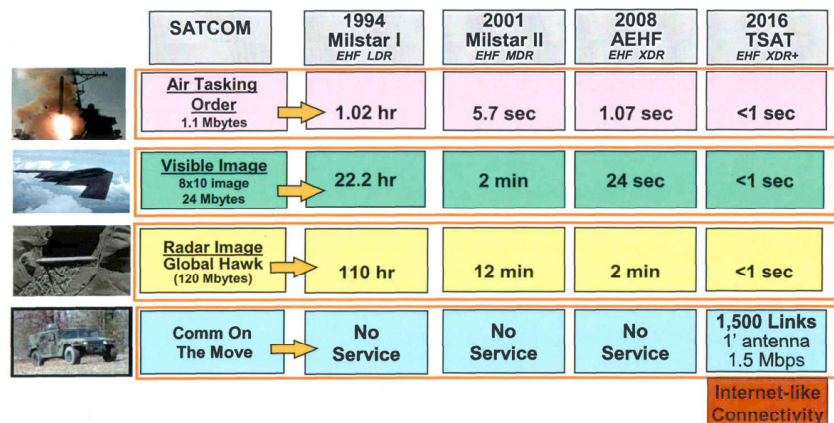 SATCOM
1994
Milstar I
EHF LDR
2001
Milstar II
EHF MDR
2008
AEHF
EHF XDR
2016
TSAT
EHF XDR+
Air Tasking
Order
1.1 Mbytes
1.02 hr
5.7 sec
1.07 sec
<1 sec
Visible Image
8x10 image
24 Mbytes
22.2 hr
2 min
24 sec
<1 sec
Radar Image
Global Hawk
(120 Mbytes)
110 hr
12 min
2 min
<1 sec
Comm On
The Move
No
Service
No
Service
No
Service
1,500 Links
1' antenna
1.5 Mbps
Internet-like
Connectivity